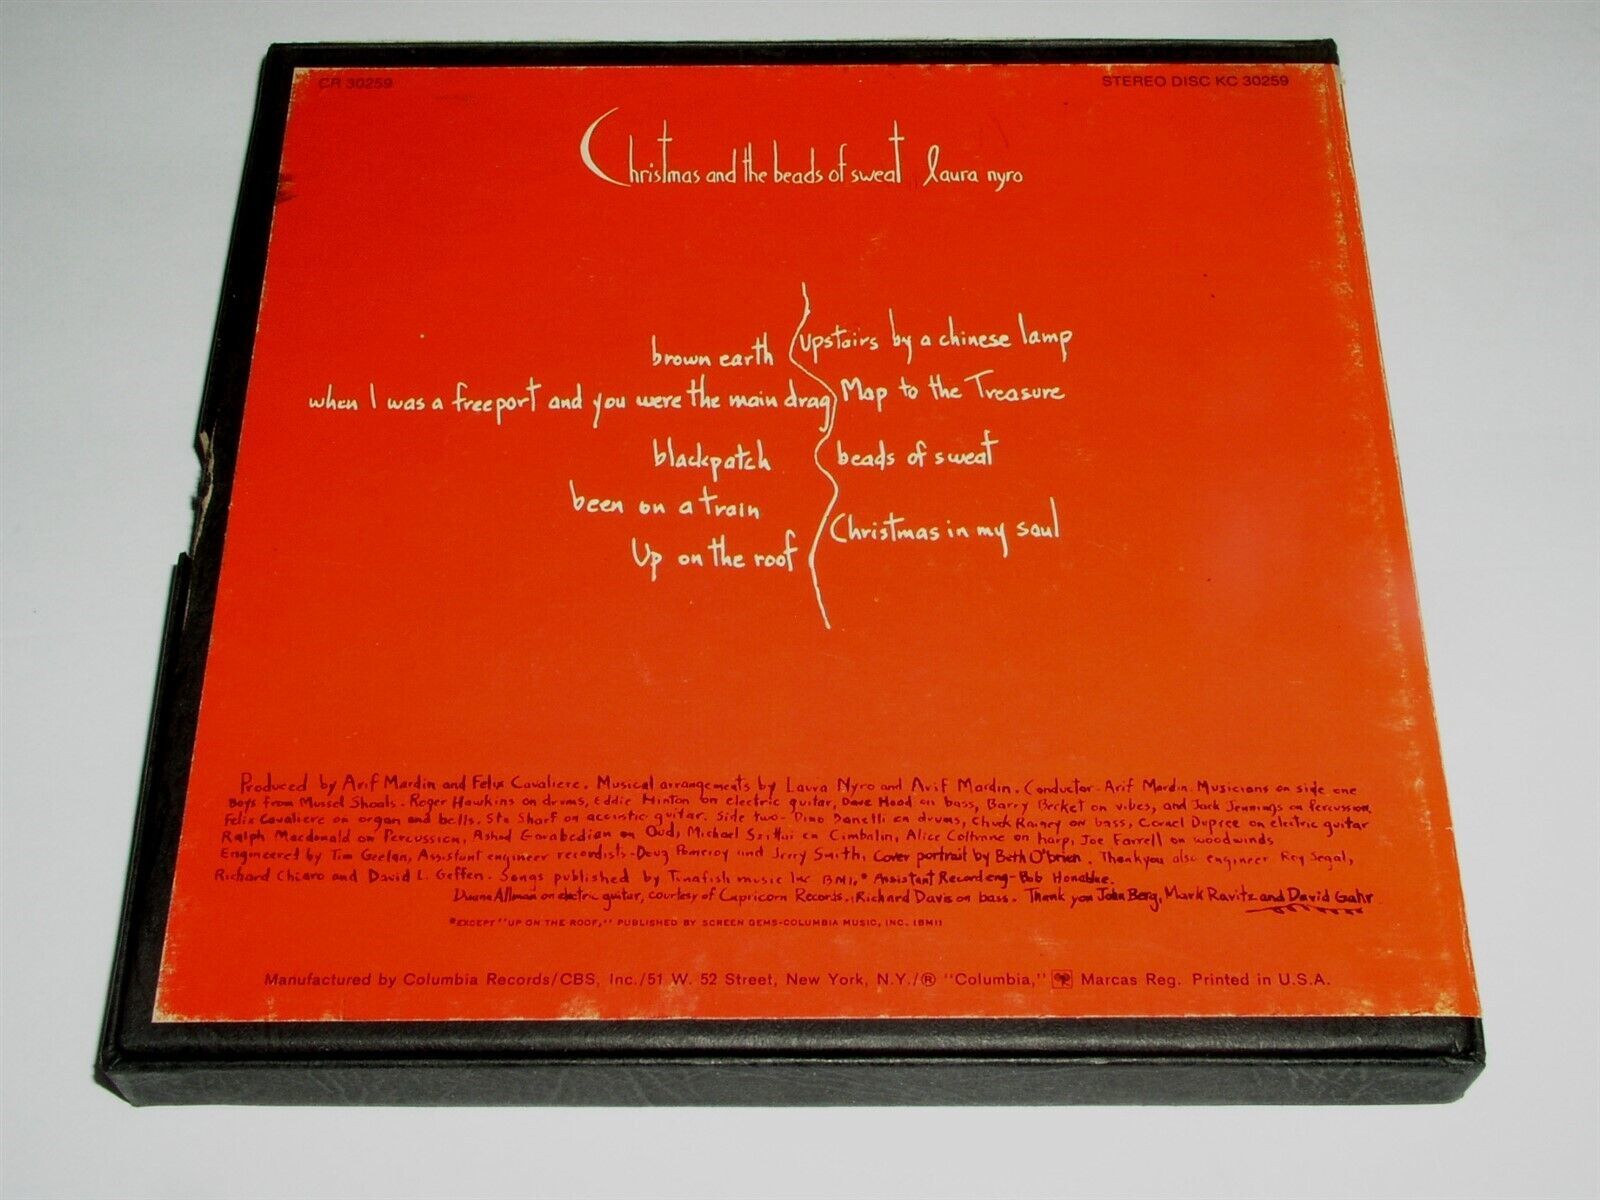 CR 30259
STEREO DISC KC 30259
Christmas and the beads of sweat laura nyro
brown earth
when I was a freeport and you were the main drag
blackpatch
been on a train
Up on the roof
Upstairs by a chinese lamp
Map to the Treasure
beads of sweat
Christmas in my soul
Produced by Arif Mardin and Felix Cavaliere. Musical arrangements by Laura Nyro and Arif Mardin. Conductor- Arif Mardin. Musicians on side one
Boys from Mussel Shoals- Roger Hawkins on drums, Eddie Hinton on electric guitar, Dave Hood on bass, Barry Becket on vibes, and Jack Jennings on Percussion,
Felix Cavaliere on organ and bells. Stu Sharf on acoustic guitar. Side two- Dino Danelli on drums, Chuck Rainey on bass, Cornel Dupree on electric guitar
Ralph Macdonald on Percussion, Ashod Garabedian on Oud, Michael Szittai on Cimbalin, Alice Coltrane on harp, Joe Farrell on woodwinds
Engineered by Tim Geelan, Assistant engineer recordists- Doug Pomeroy and Jerry Smith, Cover portrait by Beth O'brien. Thankyou also engineer Roy Segal,
Richard Chiaro and David L. Geffen. Songs published by Tunafish music Inc BMI,* Assistant Recordeng- Bob Honablue.
Duane Allman on electric guitar, courtesy of Capricorn Records., Richard Davis on bass. Thank you John Berg, Mark Ravitz and David Gahr
*EXCEPT "UP ON THE ROOF," PUBLISHED BY SCREEN GEMS-COLUMBIA MUSIC, INC. (BMI)
Manufactured by Columbia Records/CBS, Inc./51 W. 52 Street, New York, N.Y./® "Columbia," Marcas Reg. Printed in U.S.A.